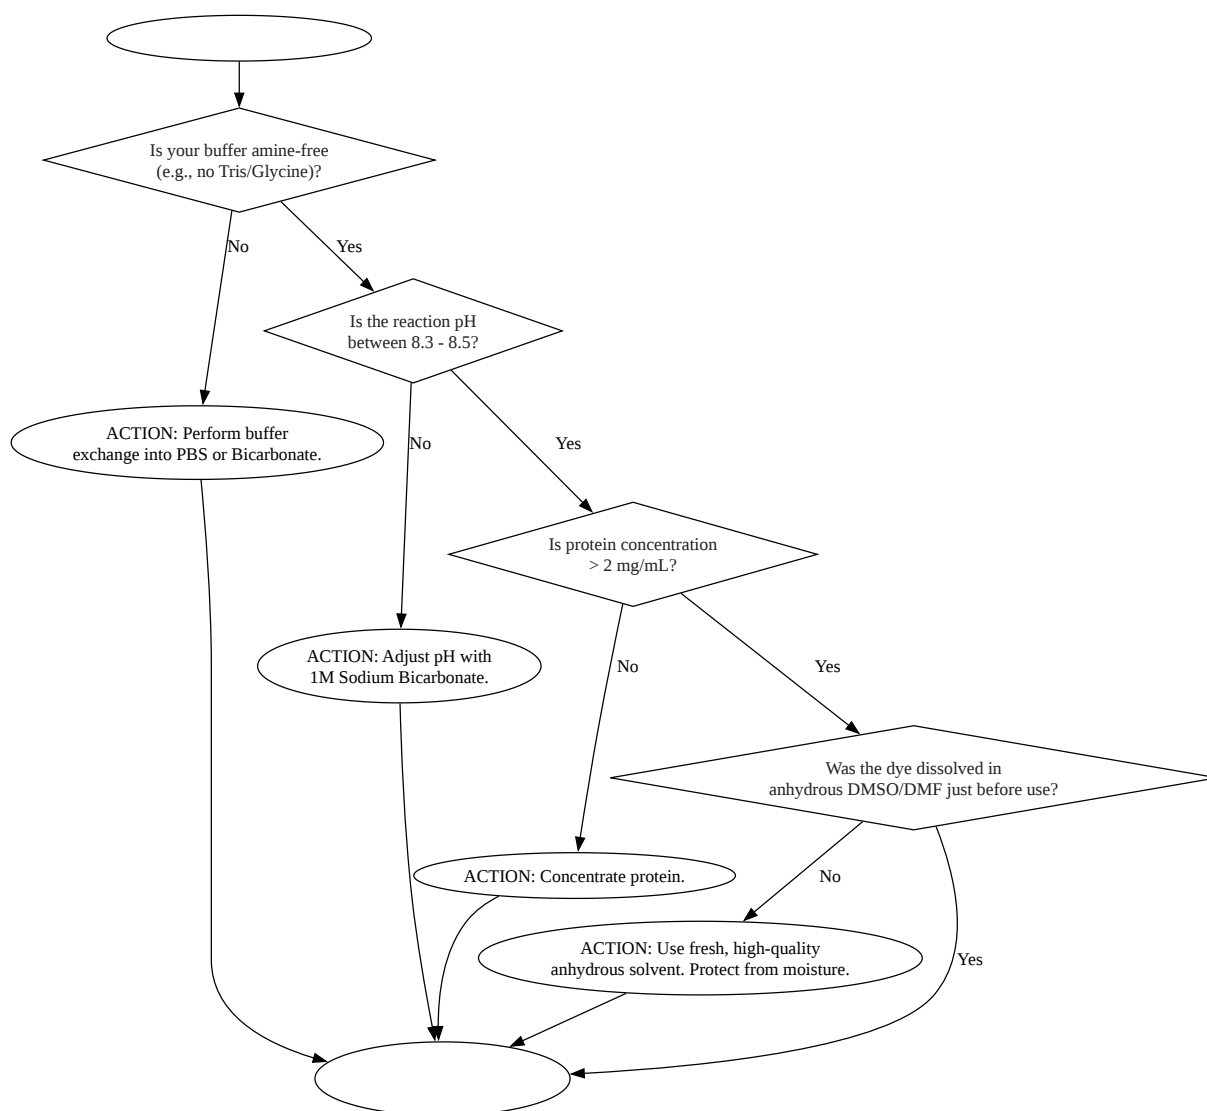 Is your buffer amine-free
(e.g., no Tris/Glycine)?
No
Yes
Is the reaction pH
between 8.3 - 8.5?
ACTION: Perform buffer
exchange into PBS or Bicarbonate.
No
Yes
Is protein concentration
> 2 mg/mL?
ACTION: Adjust pH with
1M Sodium Bicarbonate.
No
Yes
Was the dye dissolved in
anhydrous DMSO/DMF just before use?
ACTION: Concentrate protein.
No
ACTION: Use fresh, high-quality
anhydrous solvent. Protect from moisture.
Yes